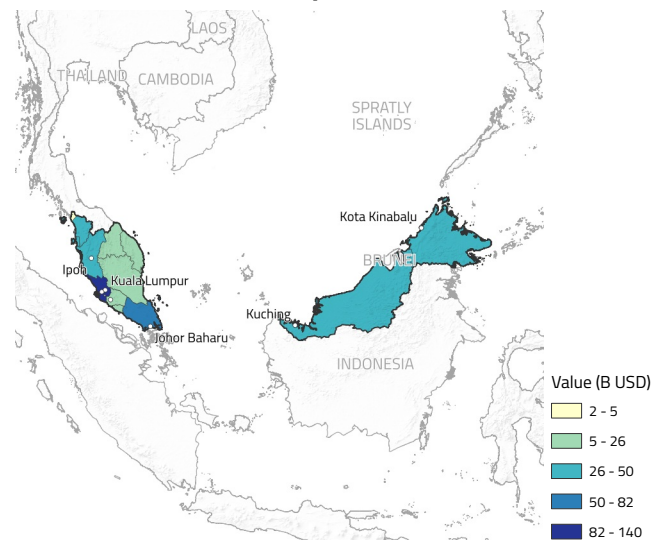 LAOS
THAILAND
CAMBODIA
SPRATLY
ISLANDS
Kota Kinabalu
BRUNEI
Ipoh
Kuala Lumpur
Kuching
Johor Baharu
INDONESIA
Value (B USD)
2 - 5
5 - 26
26 - 50
50 - 82
82 - 140